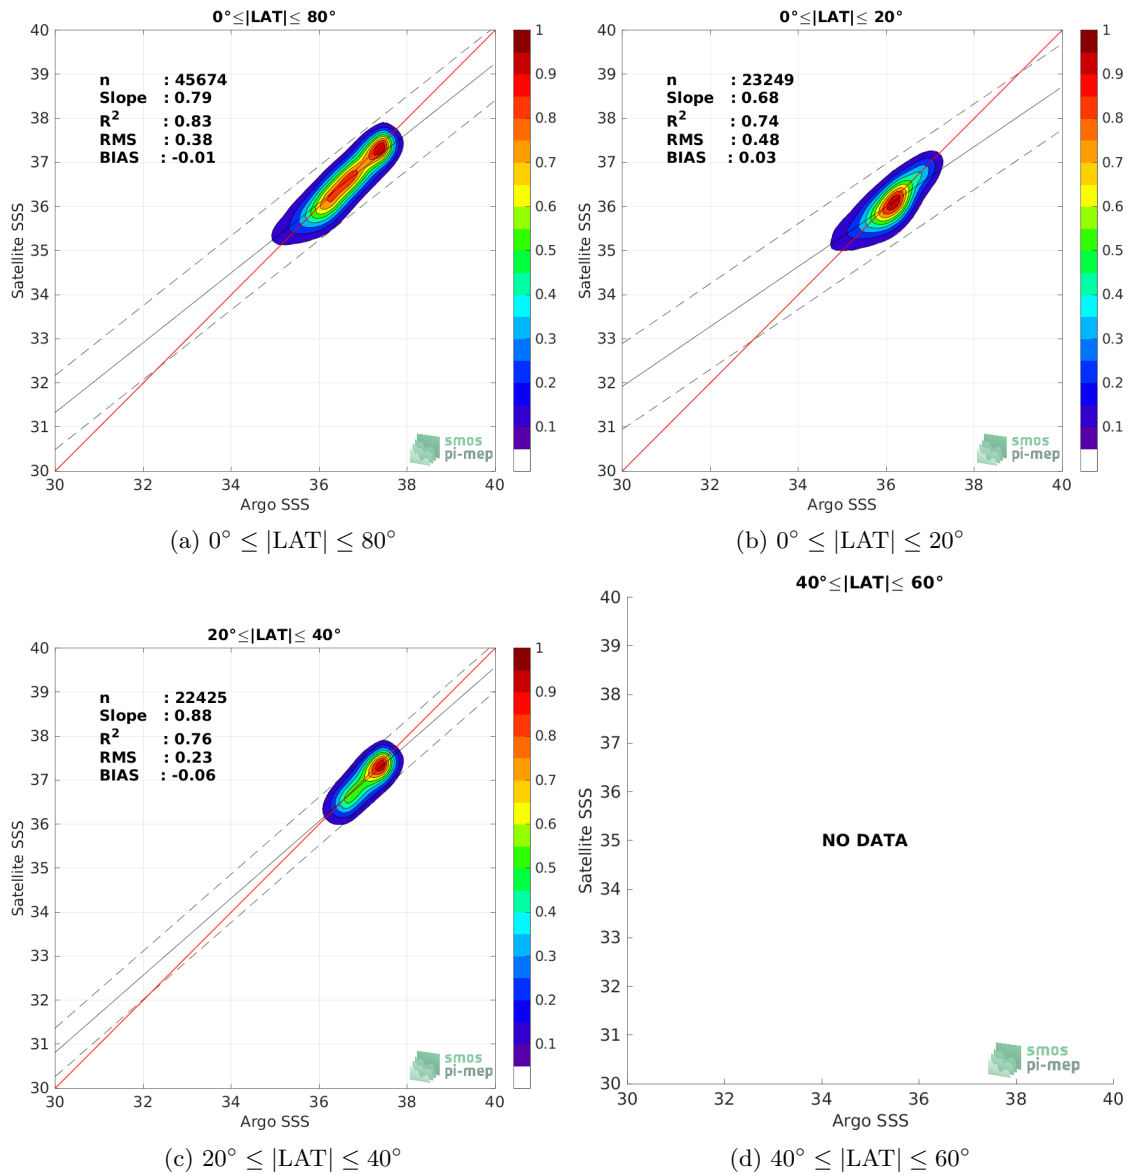 0°≤|LAT|≤ 80°
40
39
38
37
36
35
34
33
32
31
30
Satellite SSS
n : 45674
Slope : 0.79
R² : 0.83
RMS : 0.38
BIAS : -0.01
smos
pi-mep
30 32 34 36 38 40
Argo SSS
1
0.9
0.8
0.7
0.6
0.5
0.4
0.3
0.2
0.1
(a) 0° ≤ |LAT| ≤ 80°
0°≤|LAT|≤ 20°
40
39
38
37
36
35
34
33
32
31
30
Satellite SSS
n : 23249
Slope : 0.68
R² : 0.74
RMS : 0.48
BIAS : 0.03
smos
pi-mep
30 32 34 36 38 40
Argo SSS
1
0.9
0.8
0.7
0.6
0.5
0.4
0.3
0.2
0.1
(b) 0° ≤ |LAT| ≤ 20°
20°≤|LAT|≤ 40°
40
39
38
37
36
35
34
33
32
31
30
Satellite SSS
n : 22425
Slope : 0.88
R² : 0.76
RMS : 0.23
BIAS : -0.06
smos
pi-mep
30 32 34 36 38 40
Argo SSS
1
0.9
0.8
0.7
0.6
0.5
0.4
0.3
0.2
0.1
(c) 20° ≤ |LAT| ≤ 40°
40°≤|LAT|≤ 60°
40
39
38
37
36
35
34
33
32
31
30
Satellite SSS
NO DATA
smos
pi-mep
30 32 34 36 38 40
Argo SSS
(d) 40° ≤ |LAT| ≤ 60°